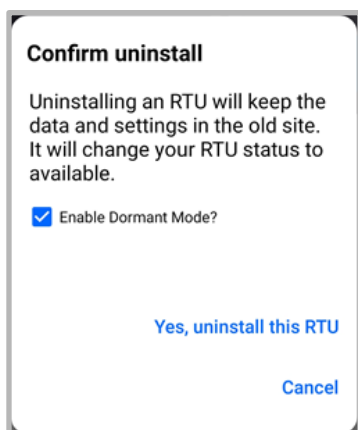 Confirm uninstall
Uninstalling an RTU will keep the
data and settings in the old site.
It will change your RTU status to
available.
Enable Dormant Mode?
Yes, uninstall this RTU
Cancel